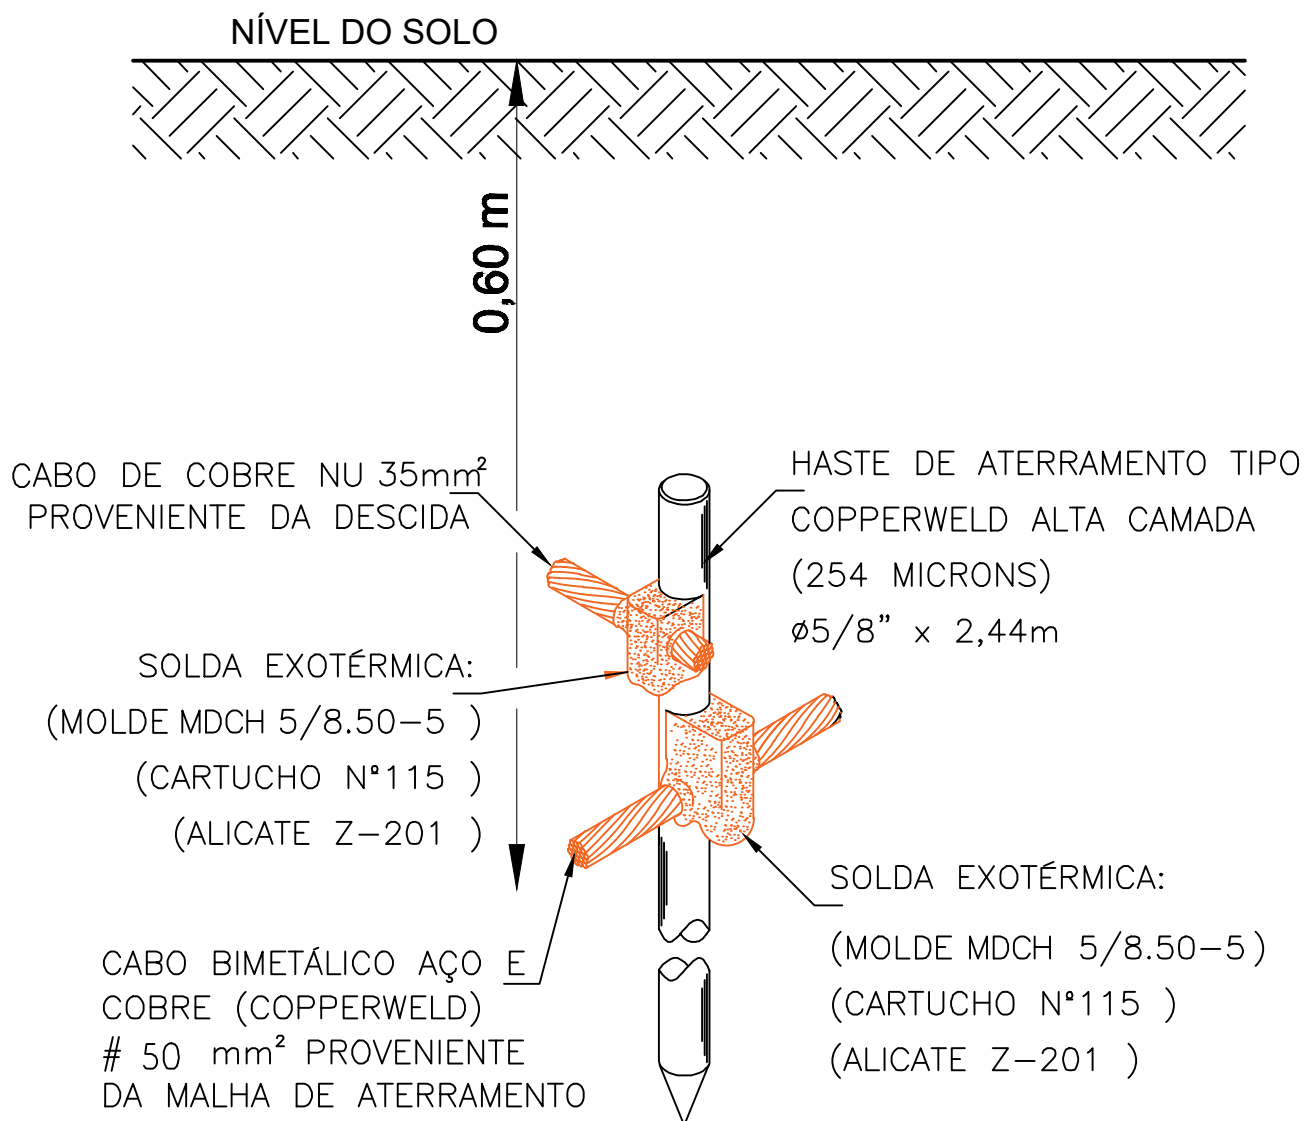 NÍVEL DO SOLO
0,60 m
CABO DE COBRE NU 35mm²
PROVENIENTE DA DESCIDA
HASTE DE ATERRAMENTO TIPO
COPPERWELD ALTA CAMADA
(254 MICRONS)
ø5/8” x 2,44m
SOLDA EXOTÉRMICA:
(MOLDE MDCH 5/8.50-5 )
(CARTUCHO Nº115 )
(ALICATE Z-201 )
SOLDA EXOTÉRMICA:
(MOLDE MDCH 5/8.50-5 )
(CARTUCHO Nº115 )
(ALICATE Z-201 )
CABO BIMETÁLICO AÇO E
COBRE (COPPERWELD)
# 50 mm² PROVENIENTE
DA MALHA DE ATERRAMENTO